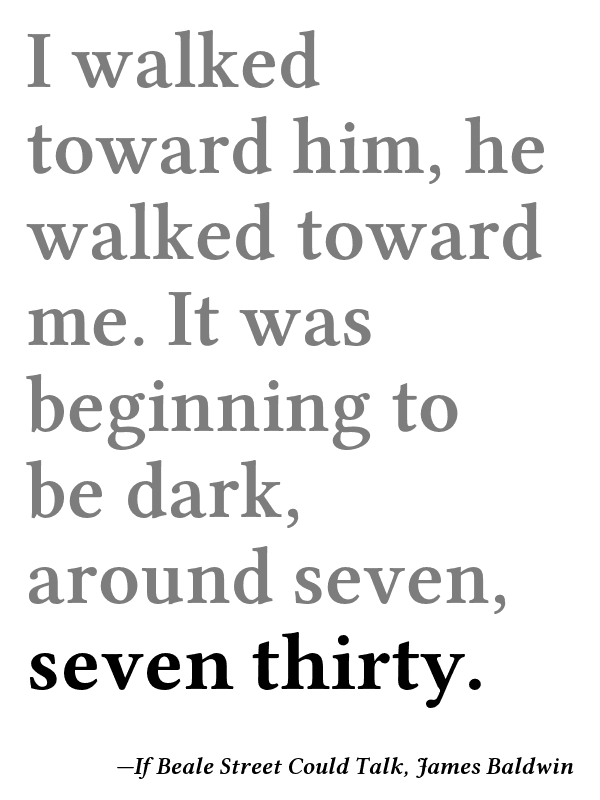 I walked
toward him, he
walked toward
me. It was
beginning to
be dark,
around seven,
seven thirty.
—If Beale Street Could Talk, James Baldwin